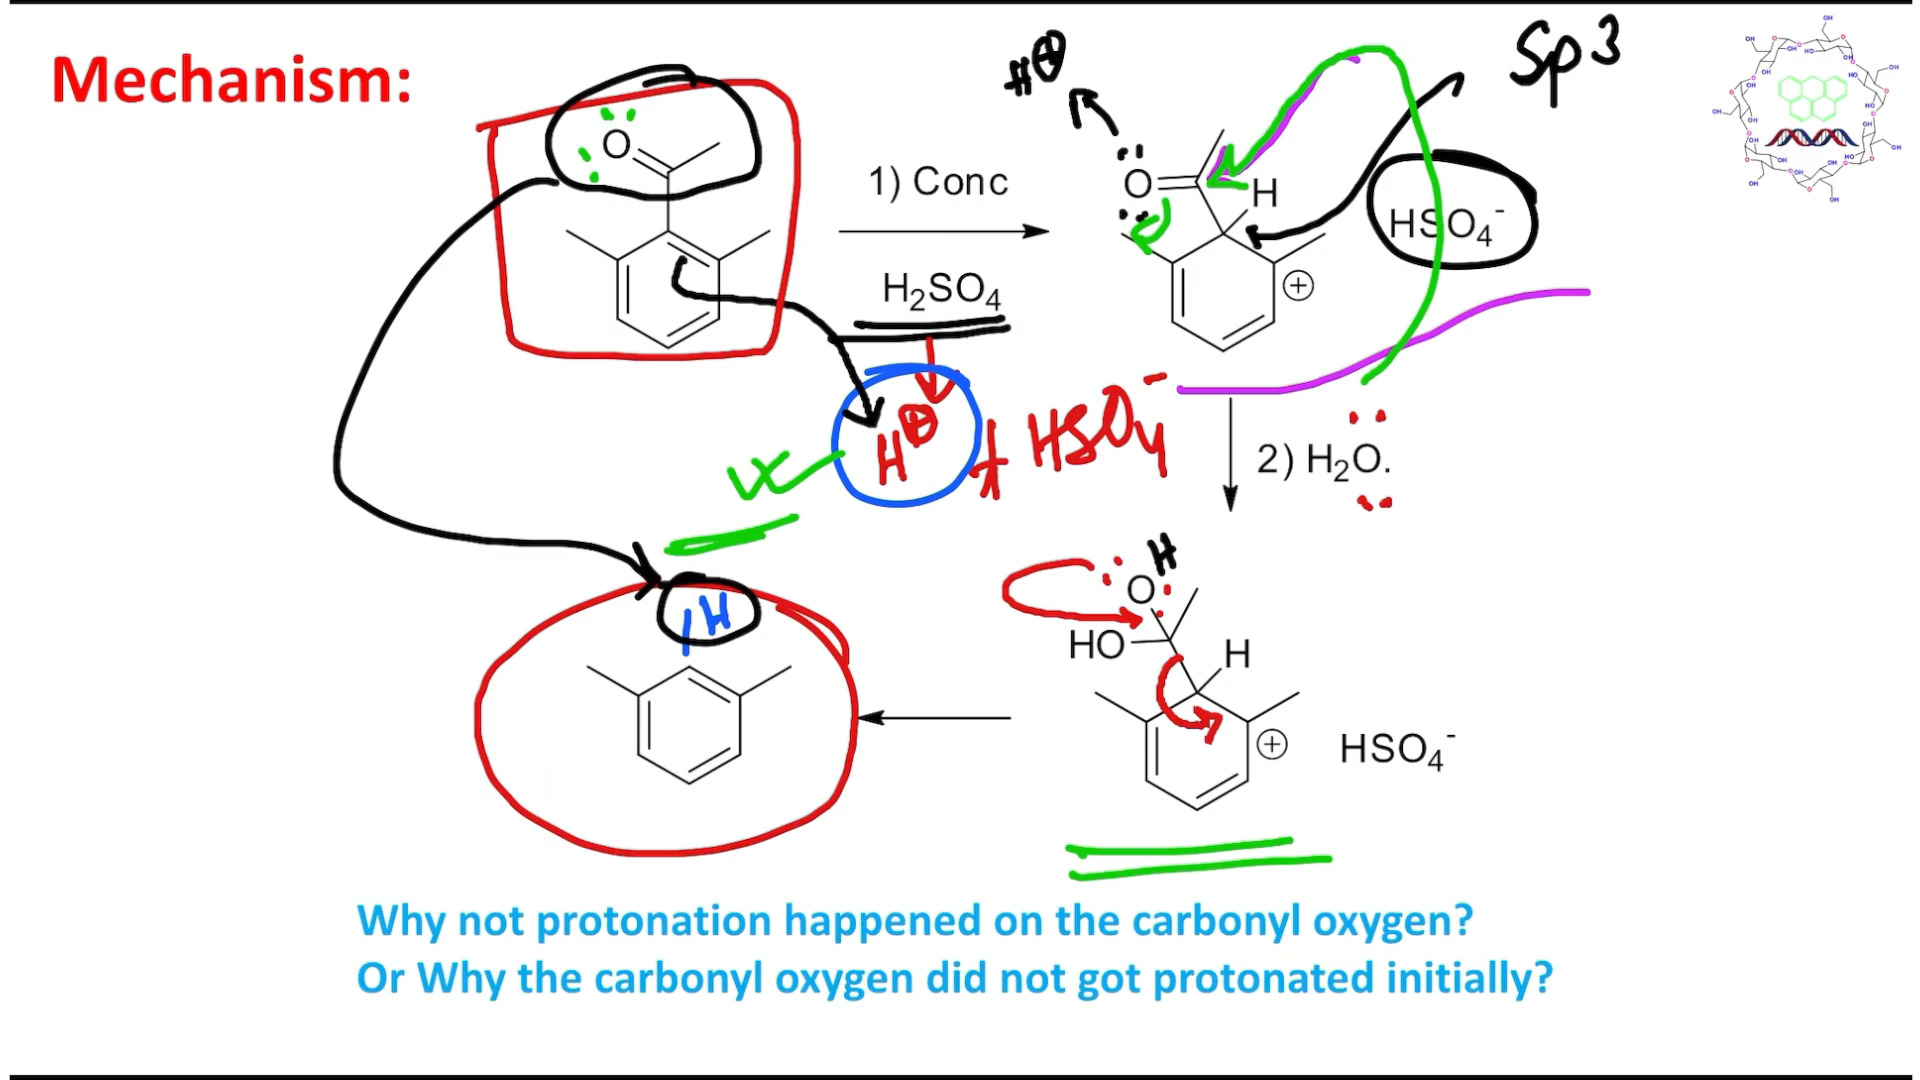 Mechanism:
H⊕
Sp3
O
1) Conc
H2SO4
O
H
HSO4-
⊕
H⊕ + HSO4-
2) H2O.
H
O
HO
H
⊕
HSO4-
H
Why not protonation happened on the carbonyl oxygen?
Or Why the carbonyl oxygen did not got protonated initially?